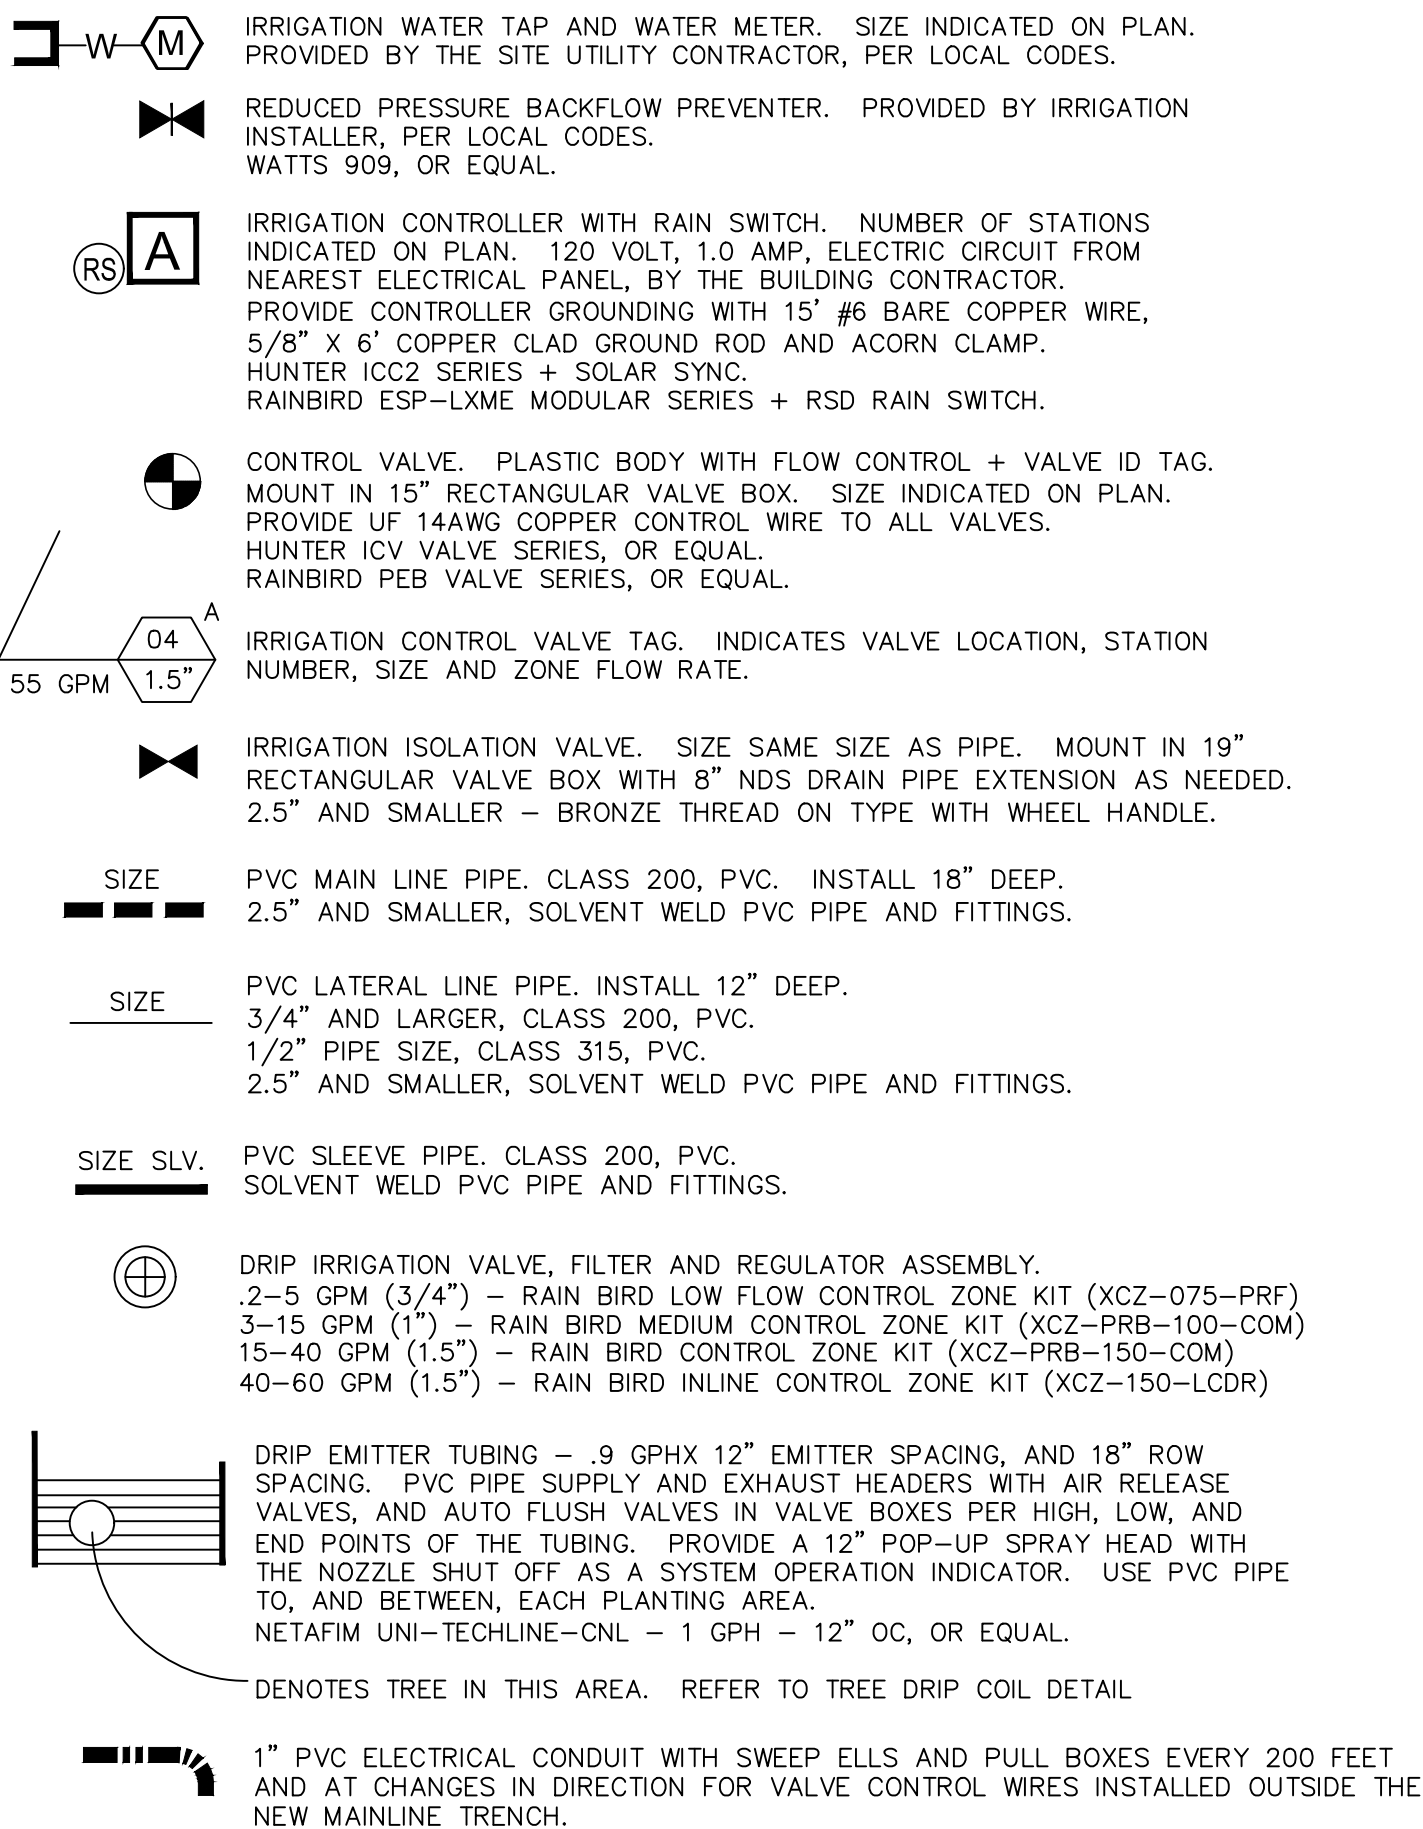 W M IRRIGATION WATER TAP AND WATER METER. SIZE INDICATED ON PLAN.
PROVIDED BY THE SITE UTILITY CONTRACTOR, PER LOCAL CODES.
REDUCED PRESSURE BACKFLOW PREVENTER. PROVIDED BY IRRIGATION
INSTALLER, PER LOCAL CODES.
WATTS 909, OR EQUAL.
RS A
IRRIGATION CONTROLLER WITH RAIN SWITCH. NUMBER OF STATIONS
INDICATED ON PLAN. 120 VOLT, 1.0 AMP, ELECTRIC CIRCUIT FROM
NEAREST ELECTRICAL PANEL, BY THE BUILDING CONTRACTOR.
PROVIDE CONTROLLER GROUNDING WITH 15' #6 BARE COPPER WIRE,
5/8" X 6' COPPER CLAD GROUND ROD AND ACORN CLAMP.
HUNTER ICC2 SERIES + SOLAR SYNC.
RAINBIRD ESP-LXME MODULAR SERIES + RSD RAIN SWITCH.
CONTROL VALVE. PLASTIC BODY WITH FLOW CONTROL + VALVE ID TAG.
MOUNT IN 15" RECTANGULAR VALVE BOX. SIZE INDICATED ON PLAN.
PROVIDE UF 14AWG COPPER CONTROL WIRE TO ALL VALVES.
HUNTER ICV VALVE SERIES, OR EQUAL.
RAINBIRD PEB VALVE SERIES, OR EQUAL.
A
04
55 GPM 1.5"
IRRIGATION CONTROL VALVE TAG. INDICATES VALVE LOCATION, STATION
NUMBER, SIZE AND ZONE FLOW RATE.
IRRIGATION ISOLATION VALVE. SIZE SAME SIZE AS PIPE. MOUNT IN 19"
RECTANGULAR VALVE BOX WITH 8" NDS DRAIN PIPE EXTENSION AS NEEDED.
2.5" AND SMALLER - BRONZE THREAD ON TYPE WITH WHEEL HANDLE.
SIZE
PVC MAIN LINE PIPE. CLASS 200, PVC. INSTALL 18" DEEP.
2.5" AND SMALLER, SOLVENT WELD PVC PIPE AND FITTINGS.
SIZE
PVC LATERAL LINE PIPE. INSTALL 12" DEEP.
3/4" AND LARGER, CLASS 200, PVC.
1/2" PIPE SIZE, CLASS 315, PVC.
2.5" AND SMALLER, SOLVENT WELD PVC PIPE AND FITTINGS.
SIZE SLV.
PVC SLEEVE PIPE. CLASS 200, PVC.
SOLVENT WELD PVC PIPE AND FITTINGS.
DRIP IRRIGATION VALVE, FILTER AND REGULATOR ASSEMBLY.
.2-5 GPM (3/4") - RAIN BIRD LOW FLOW CONTROL ZONE KIT (XCZ-075-PRF)
3-15 GPM (1") - RAIN BIRD MEDIUM CONTROL ZONE KIT (XCZ-PRB-100-COM)
15-40 GPM (1.5") - RAIN BIRD CONTROL ZONE KIT (XCZ-PRB-150-COM)
40-60 GPM (1.5") - RAIN BIRD INLINE CONTROL ZONE KIT (XCZ-150-LCDR)
DRIP EMITTER TUBING - .9 GPHX 12" EMITTER SPACING, AND 18" ROW
SPACING. PVC PIPE SUPPLY AND EXHAUST HEADERS WITH AIR RELEASE
VALVES, AND AUTO FLUSH VALVES IN VALVE BOXES PER HIGH, LOW, AND
END POINTS OF THE TUBING. PROVIDE A 12" POP-UP SPRAY HEAD WITH
THE NOZZLE SHUT OFF AS A SYSTEM OPERATION INDICATOR. USE PVC PIPE
TO, AND BETWEEN, EACH PLANTING AREA.
NETAFIM UNI-TECHLINE-CNL - 1 GPH - 12" OC, OR EQUAL.
DENOTES TREE IN THIS AREA. REFER TO TREE DRIP COIL DETAIL
1" PVC ELECTRICAL CONDUIT WITH SWEEP ELLS AND PULL BOXES EVERY 200 FEET
AND AT CHANGES IN DIRECTION FOR VALVE CONTROL WIRES INSTALLED OUTSIDE THE
NEW MAINLINE TRENCH.